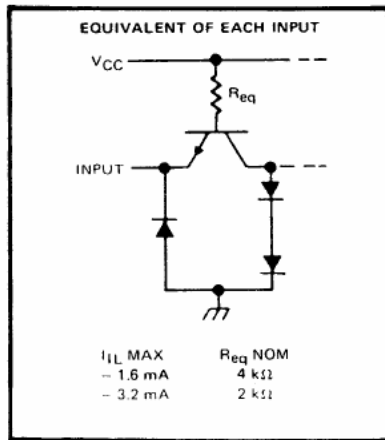 EQUIVALENT OF EACH INPUT
VCC
Req
INPUT
IIL MAX Req NOM
– 1.6 mA 4 kΩ
– 3.2 mA 2 kΩ